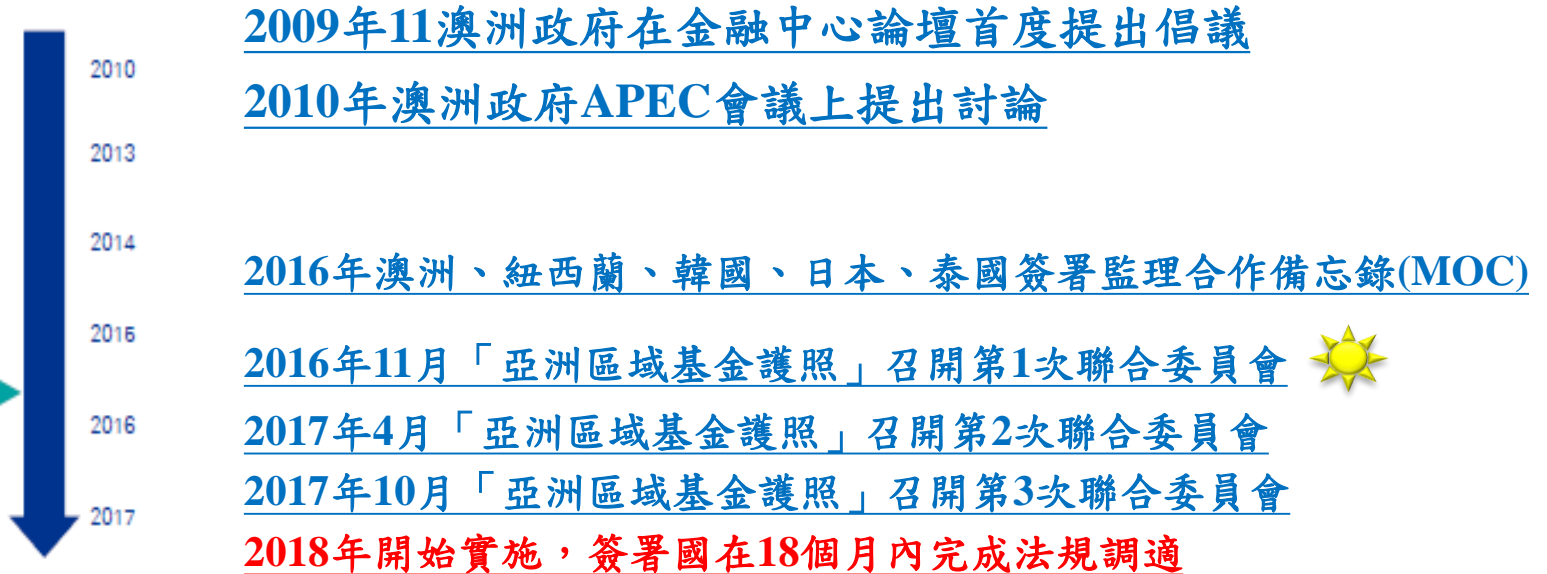 2009年11澳洲政府在金融中心論壇首度提出倡議
2010
2010年澳洲政府APEC會議上提出討論
2013
2014
2016年澳洲、紐西蘭、韓國、日本、泰國簽署監理合作備忘錄(MOC)
2016
2016年11月「亞洲區域基金護照」召開第1次聯合委員會
2016
2017年4月「亞洲區域基金護照」召開第2次聯合委員會
2017年10月「亞洲區域基金護照」召開第3次聯合委員會
2017
2018年開始實施，簽署國在18個月內完成法規調適